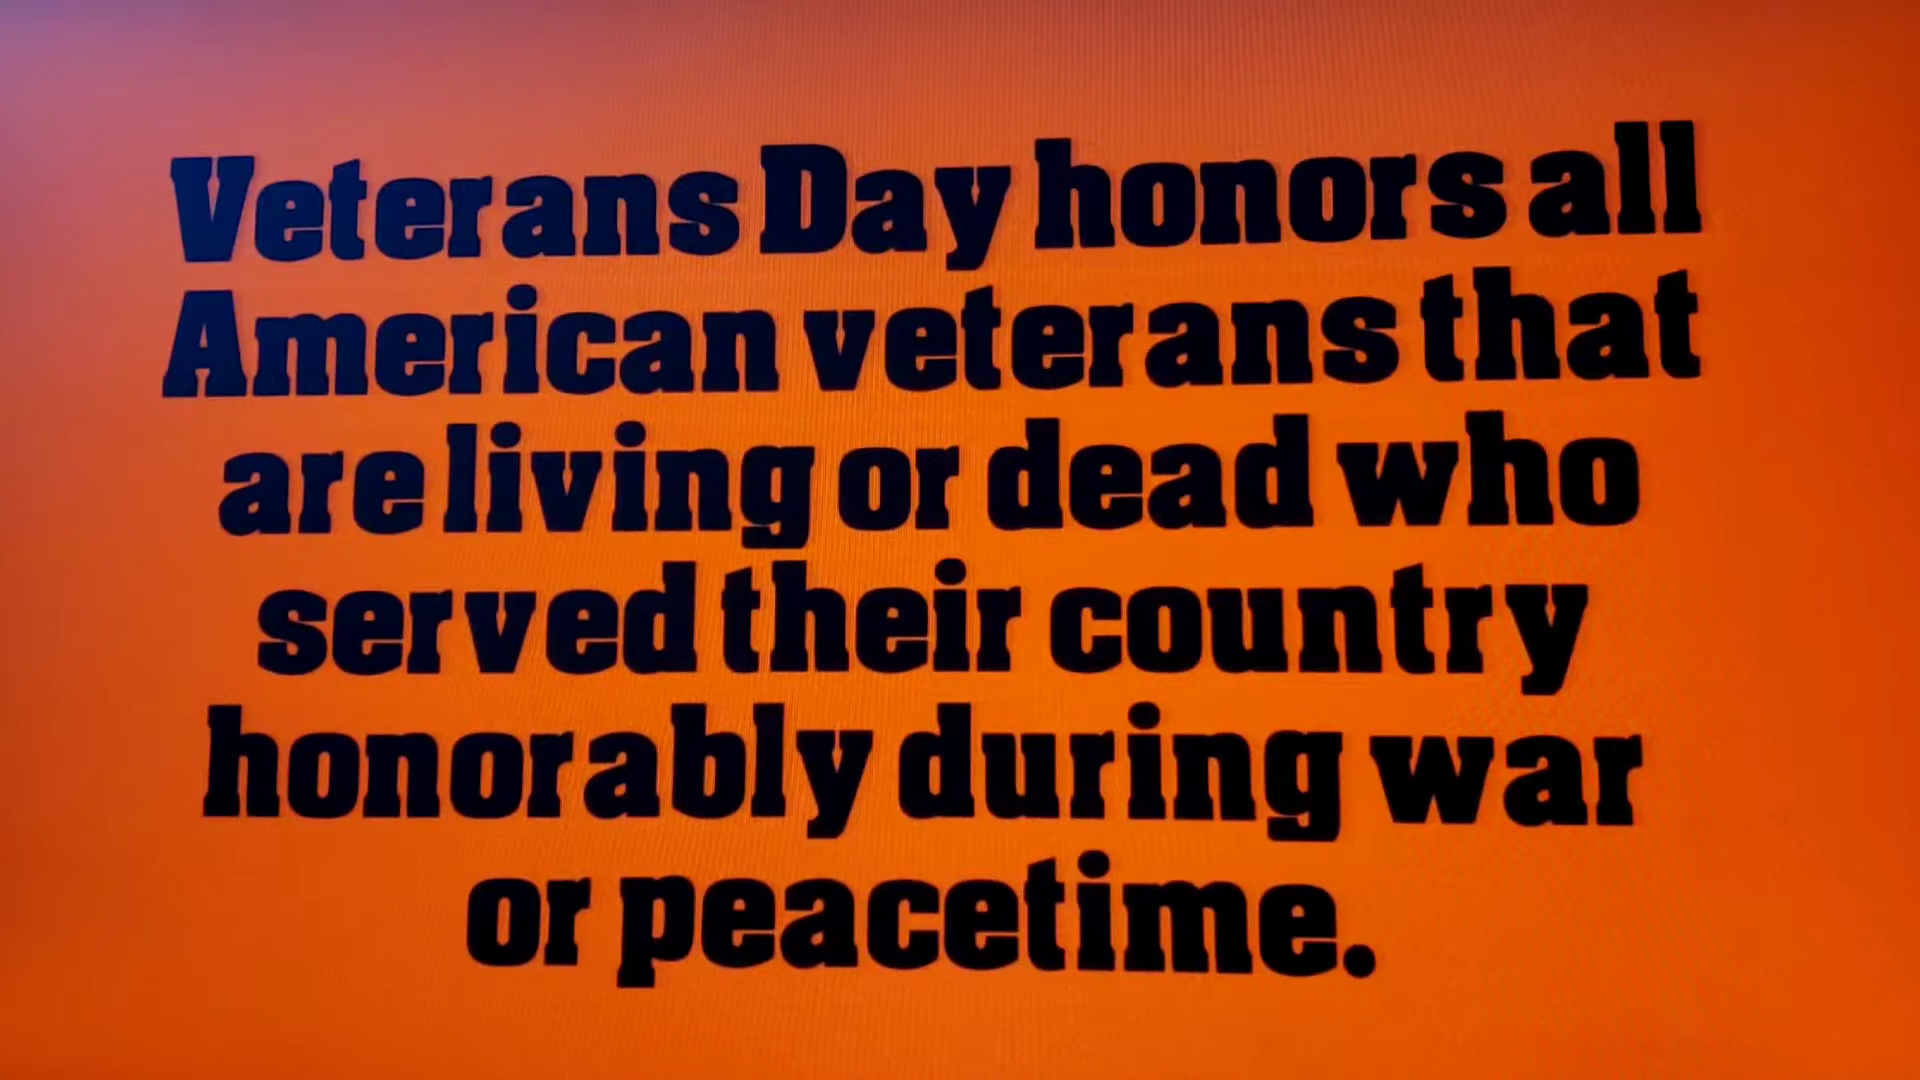 Veterans Day honors all
American veterans that
are living or dead who
served their country
honorably during war
or peacetime.